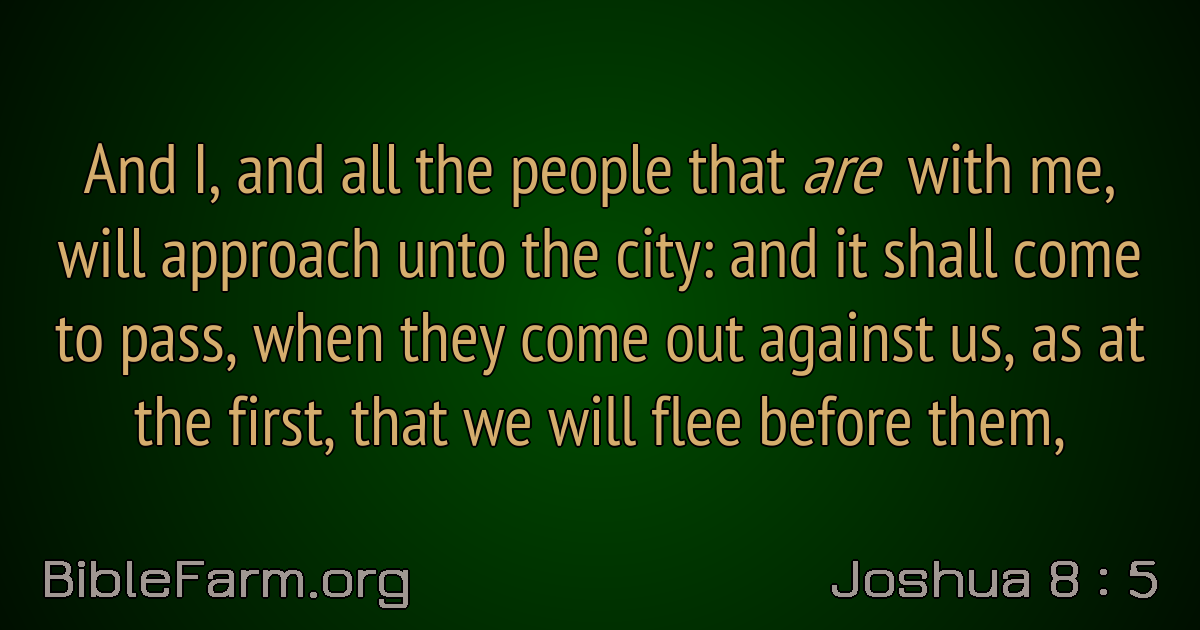 And I, and all the people that are with me,
will approach unto the city: and it shall come
to pass, when they come out against us, as at
the first, that we will flee before them,
BibleFarm.org
Joshua 8 : 5